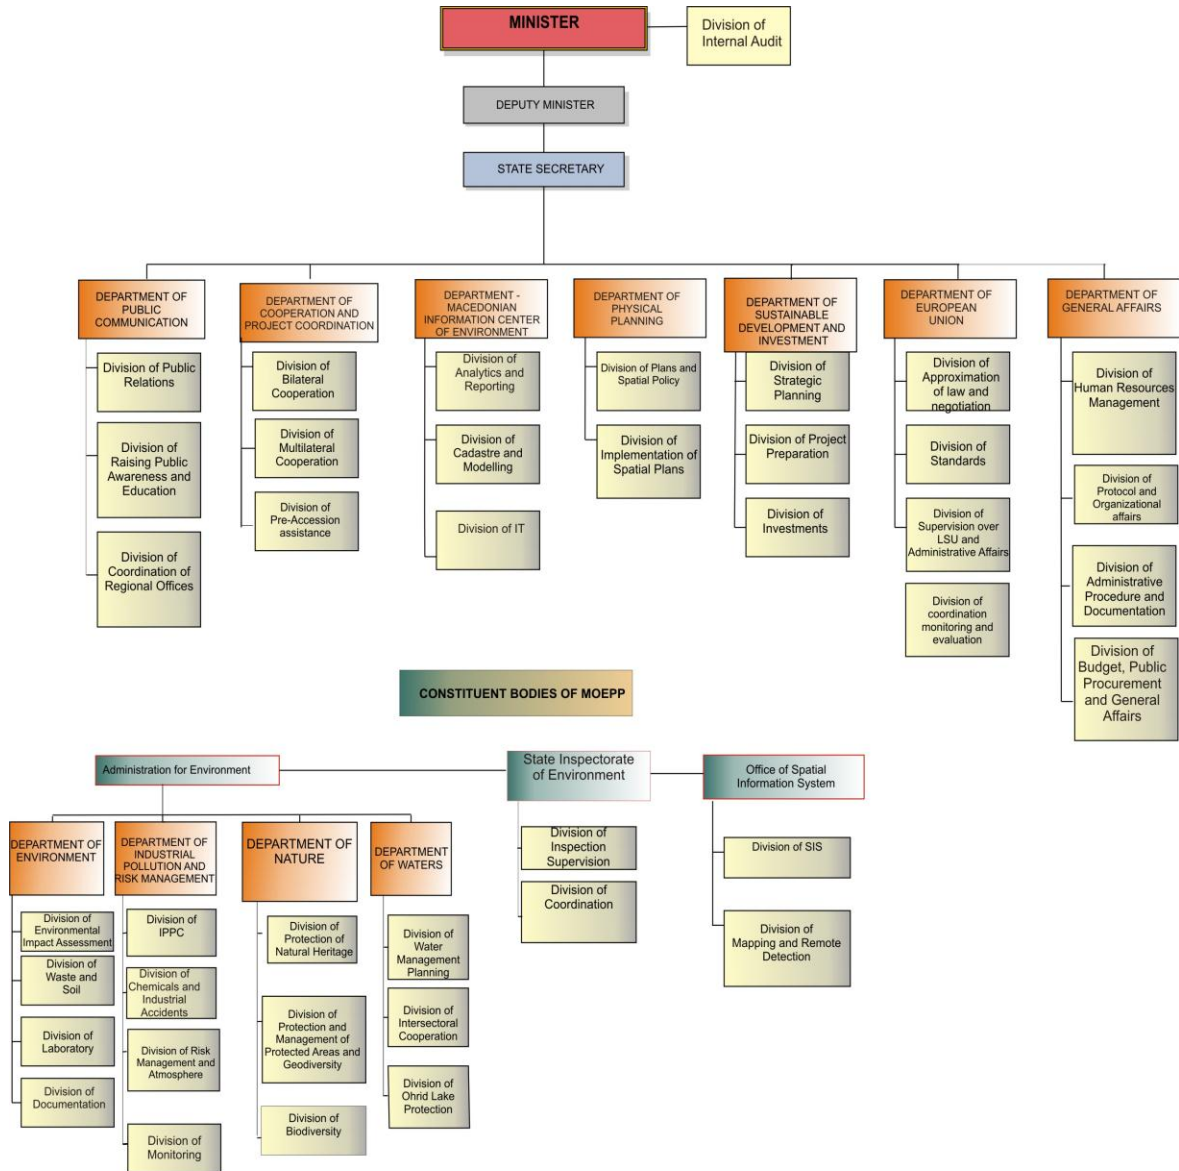 MINISTER
Division of
Internal Audit
DEPUTY MINISTER
STATE SECRETARY
DEPARTMENT OF
PUBLIC
COMMUNICATION
Division of Public
Relations
Division of
Raising Public
Awareness and
Education
Division of
Coordination of
Regional Offices
DEPARTMENT OF
COOPERATION AND
PROJECT COORDINATION
Division of
Bilateral
Cooperation
Division of
Multilateral
Cooperation
Division of
Pre-Accession
assistance
DEPARTMENT -
MACEDONIAN
INFORMATION CENTER
OF ENVIRONMENT
Division of
Analytics and
Reporting
Division of
Cadastre and
Modelling
Division of IT
DEPARTMENT OF
PHYSICAL
PLANNING
Division of Plans and
Spatial Policy
Division of
Implementation of
Spatial Plans
DEPARTMENT OF
SUSTAINABLE
DEVELOPMENT AND
INVESTMENT
Division of
Strategic
Planning
Division of Project
Preparation
Division of
Investments
DEPARTMENT OF
EUROPEAN
UNION
Division of
Approximation
of law and
negotiation
Division of
Standards
Division of
Supervision over
LSU and
Administrative Affairs
Division of
coordination
monitoring and
evaluation
DEPARTMENT OF
GENERAL AFFAIRS
Division of
Human Resources
Management
Division of
Protocol and
Organizational
affairs
Division of
Administrative
Procedure and
Documentation
Division of
Budget, Public
Procurement
and General
Affairs
CONSTITUENT BODIES OF MOEPP
Administration for Environment
State Inspectorate
of Environment
Office of Spatial
Information System
DEPARTMENT OF
ENVIRONMENT
Division of
Environmental
Impact Assessment
Division of
Waste and
Soil
Division of
Laboratory
Division of
Documentation
DEPARTMENT OF
INDUSTRIAL
POLLUTION AND
RISK MANAGEMENT
Division of
IPPC
Division of
Chemicals and
Industrial
Accidents
Division of Risk
Management and
Atmosphere
Division of
Monitoring
DEPARTMENT OF
NATURE
Division of
Protection of
Natural Heritage
Division of
Protection and
Management of
Protected Areas and
Geodiversity
Division of
Biodiversity
DEPARTMENT
OF WATERS
Division of
Water
Management
Planning
Division of
Intersectoral
Cooperation
Division of
Ohrid Lake
Protection
Division of
Inspection
Supervision
Division of
Coordination
Division of SIS
Division of
Mapping and Remote
Detection